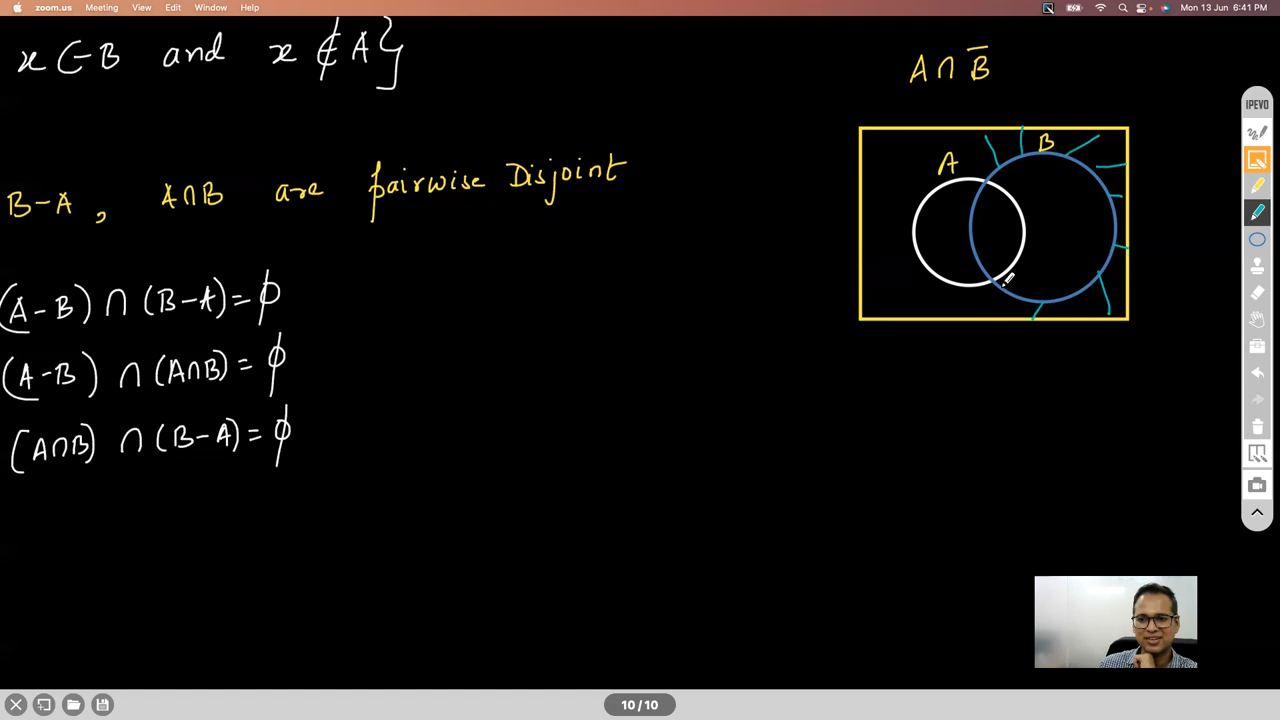 zoom.us Meeting View Edit Window Help Mon 13 Jun 6:41 PM
x ∈ B and x ∉ A}
B-A, A∩B are pairwise Disjoint
(A-B) ∩ (B-A) = ϕ
(A-B) ∩ (A∩B) = ϕ
(A∩B) ∩ (B-A) = ϕ
A∩B̅
A B
IPEVO
10/10